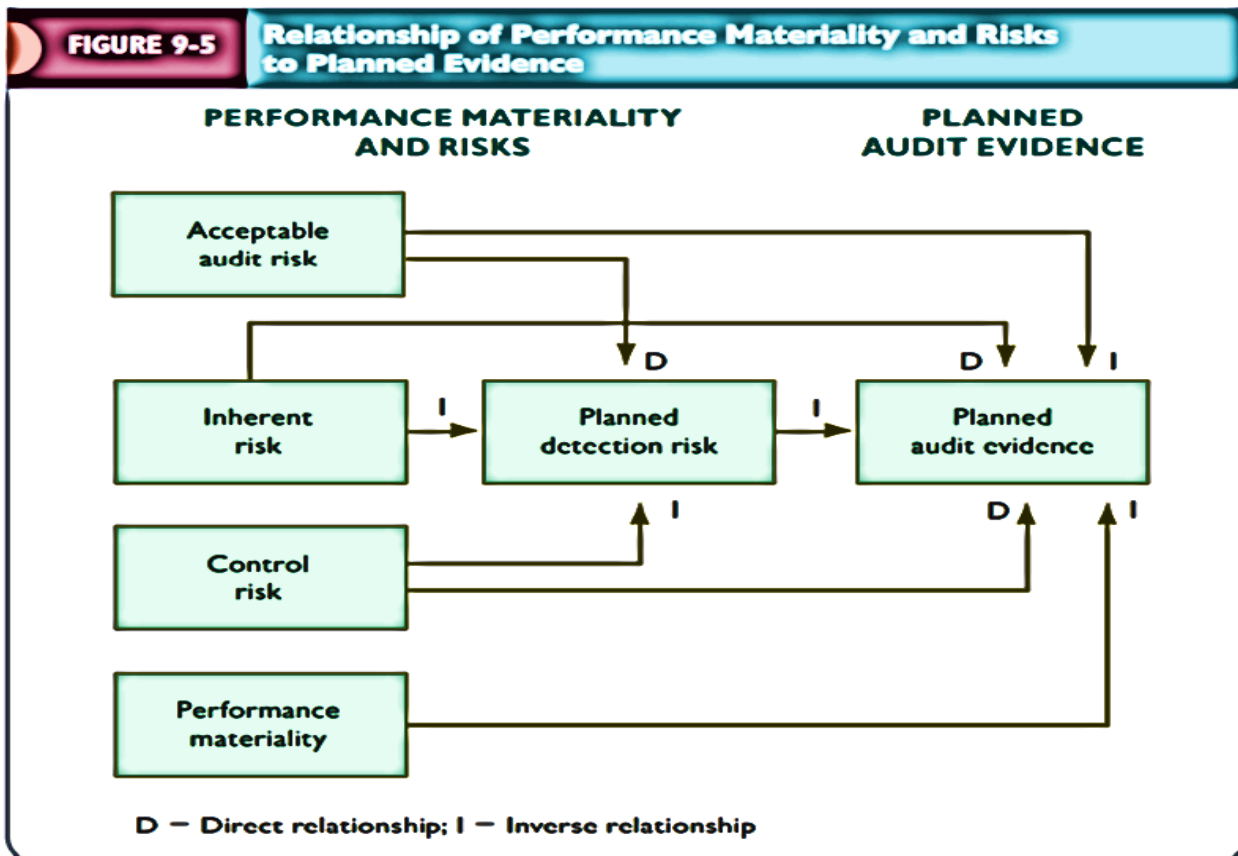 FIGURE 9-5
Relationship of Performance Materiality and Risks
to Planned Evidence
PERFORMANCE MATERIALITY
AND RISKS
PLANNED
AUDIT EVIDENCE
Acceptable
audit risk
D
D
I
Inherent
risk
I
Planned
detection risk
I
Planned
audit evidence
I
D
I
Control
risk
Performance
materiality
D = Direct relationship; I = Inverse relationship